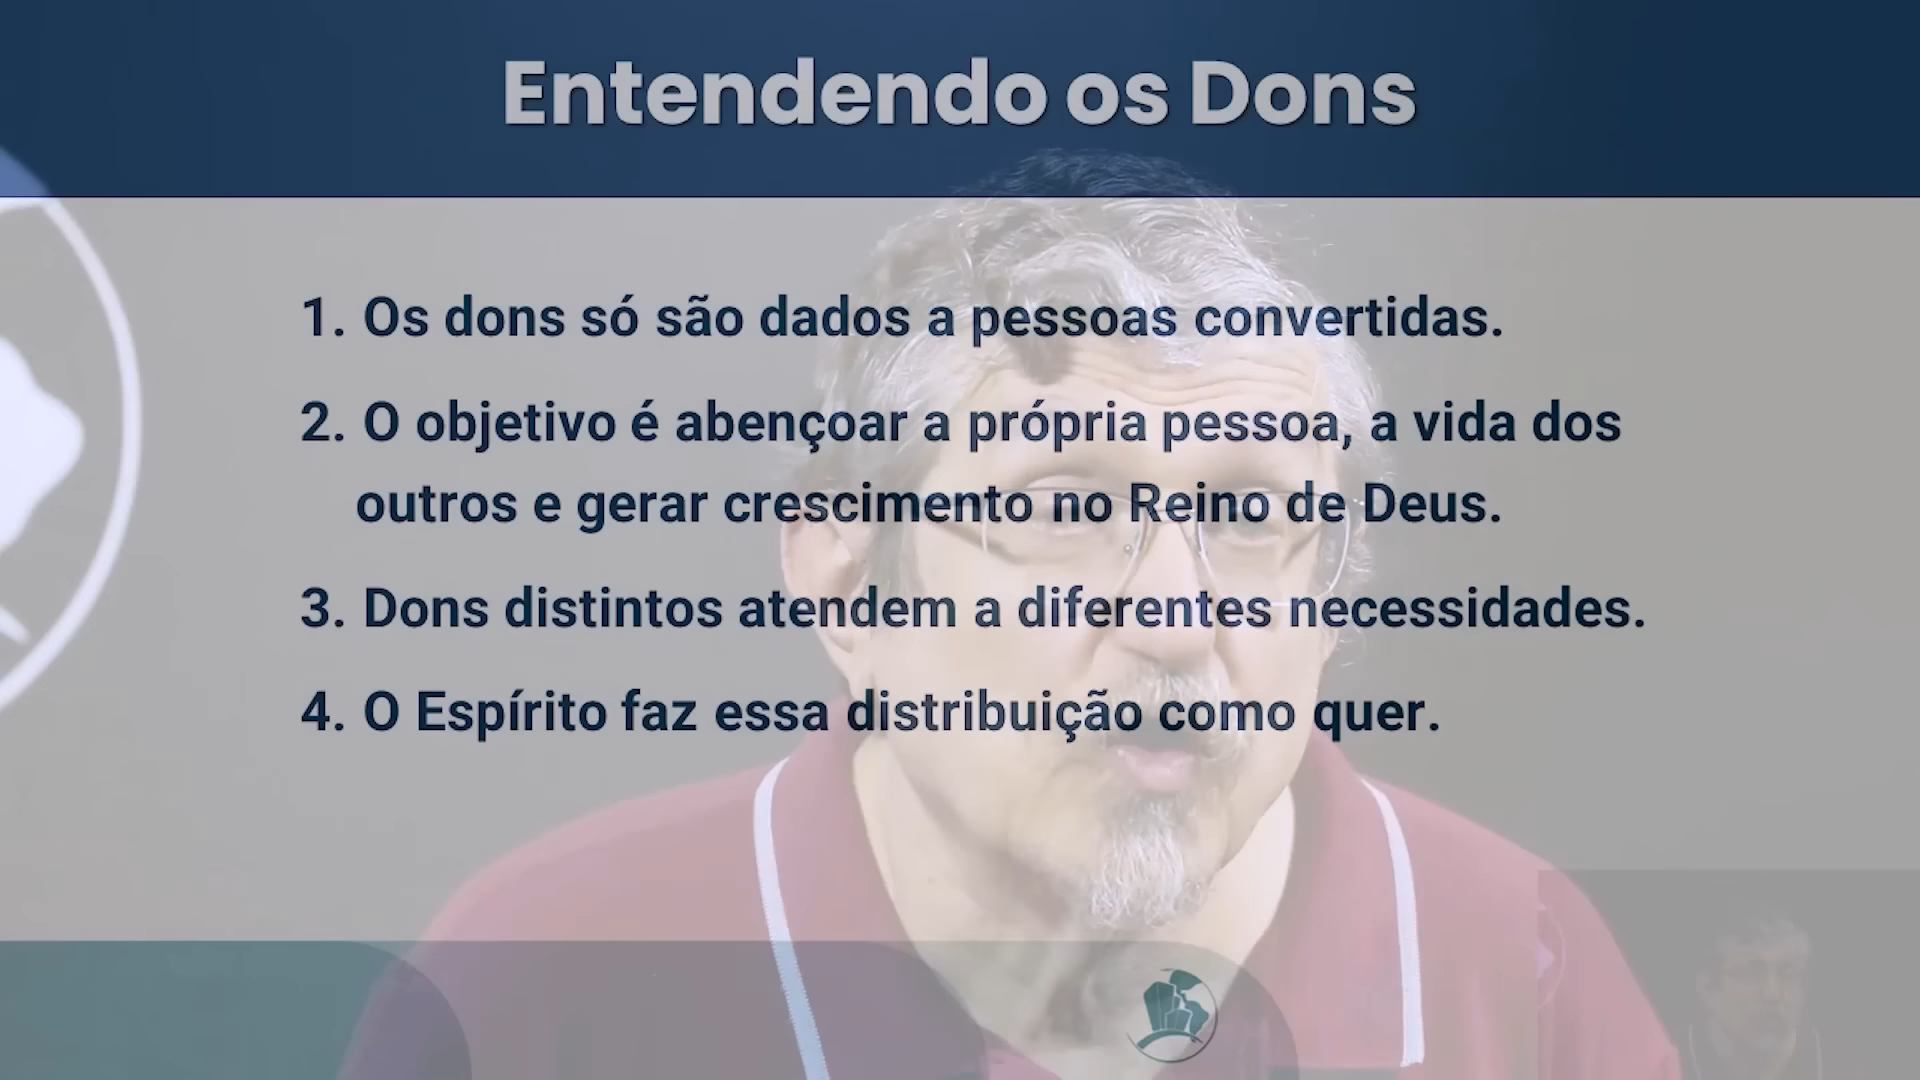 Entendendo os Dons
1. Os dons só são dados a pessoas convertidas.
2. O objetivo é abençoar a própria pessoa, a vida dos
outros e gerar crescimento no Reino de Deus.
3. Dons distintos atendem a diferentes necessidades.
4. O Espírito faz essa distribuição como quer.